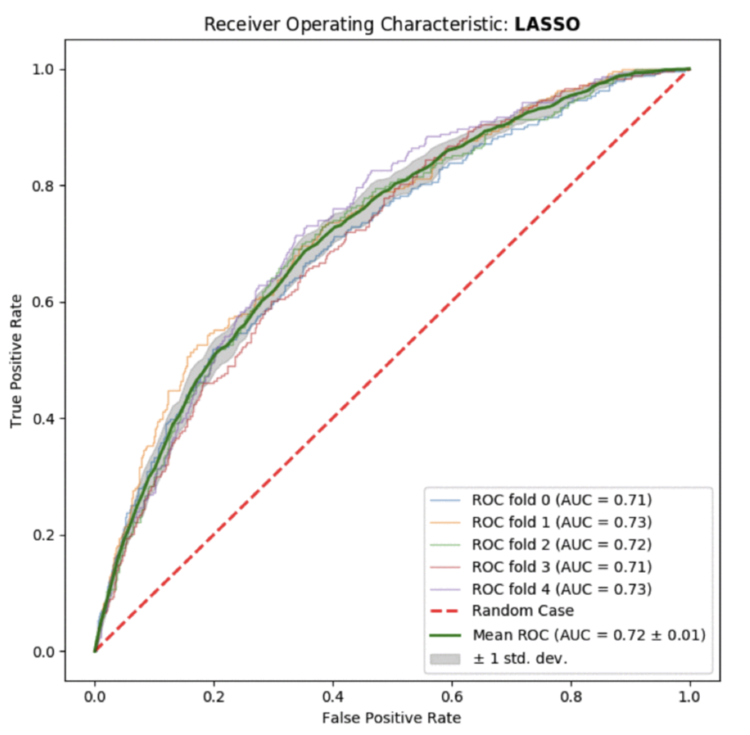 Receiver Operating Characteristic: LASSO
True Positive Rate
1.0
0.8
0.6
0.4
0.2
0.0
ROC fold 0 (AUC = 0.71)
ROC fold 1 (AUC = 0.73)
ROC fold 2 (AUC = 0.72)
ROC fold 3 (AUC = 0.71)
ROC fold 4 (AUC = 0.73)
Random Case
Mean ROC (AUC = 0.72 ± 0.01)
± 1 std. dev.
0.0 0.2 0.4 0.6 0.8 1.0
False Positive Rate